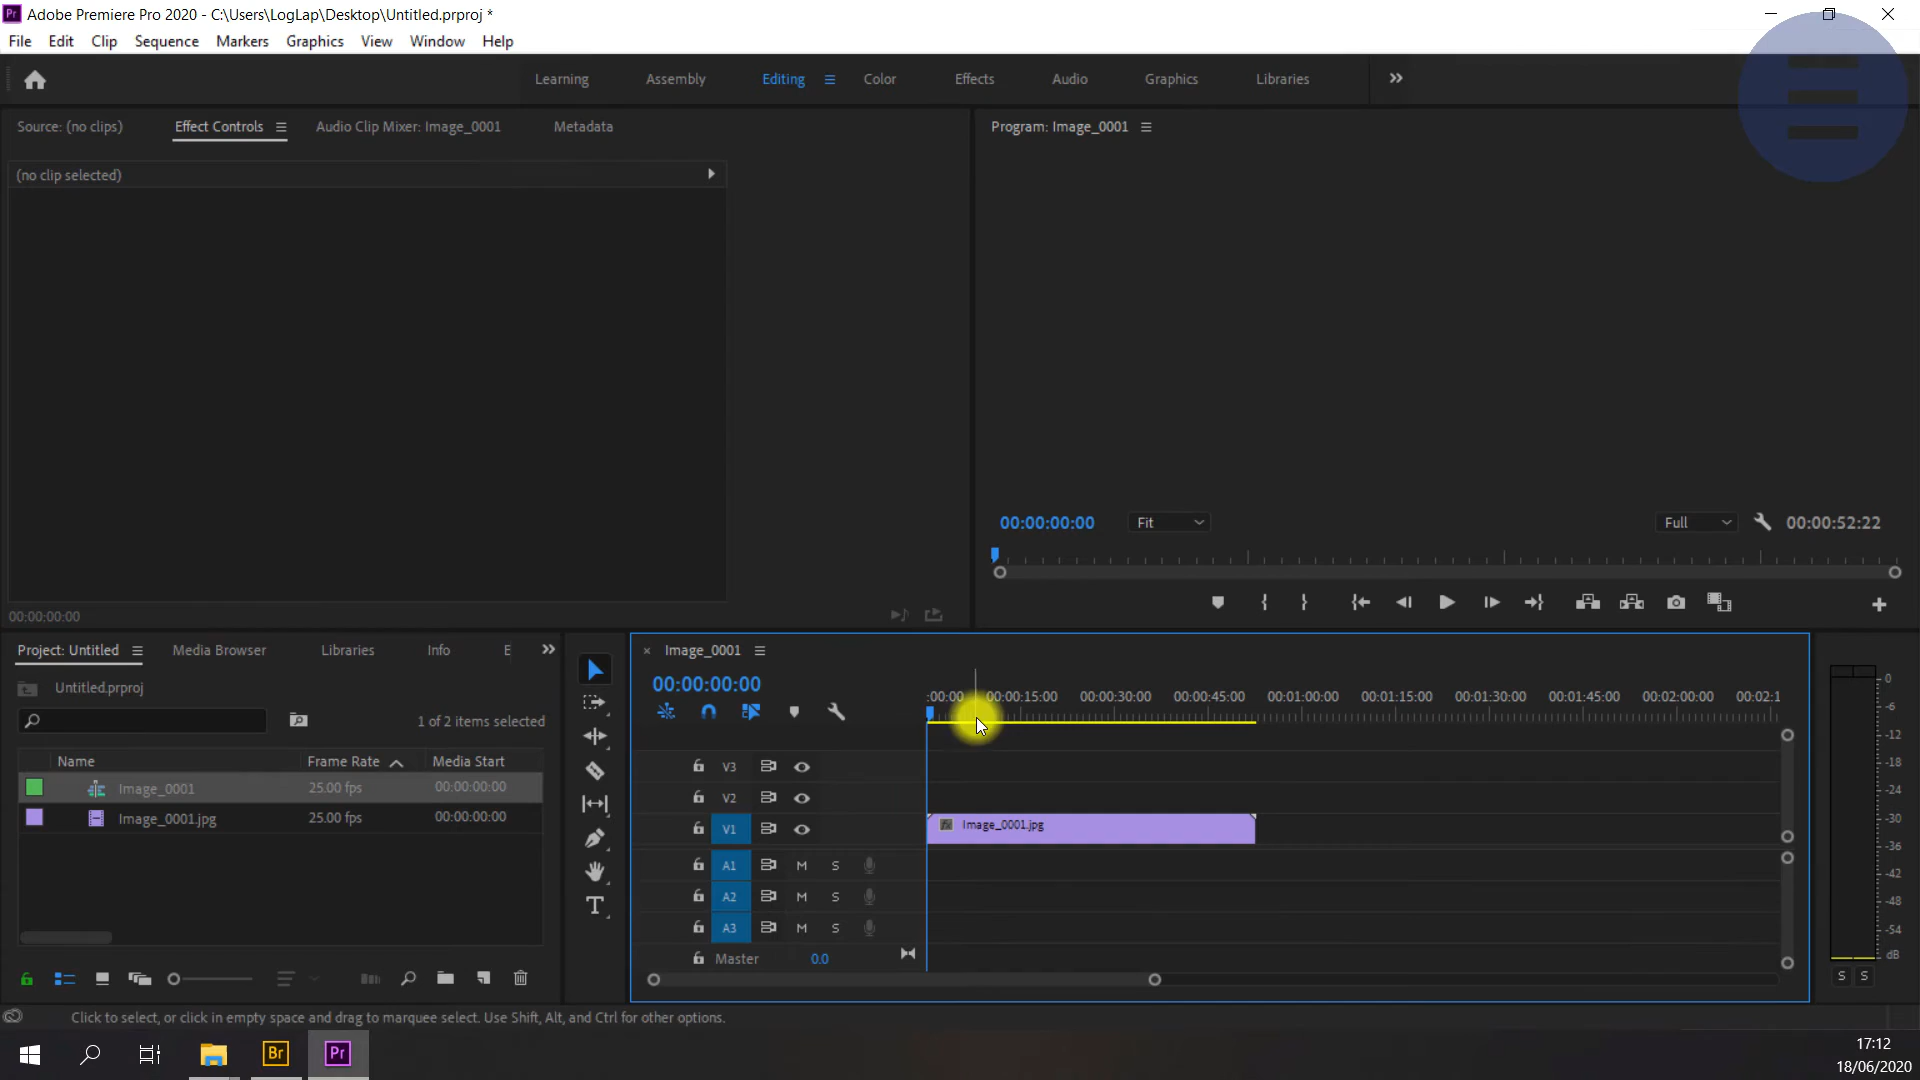 Pr Adobe Premiere Pro 2020 - C:\Users\LogLap\Desktop\Untitled.prproj *
File Edit Clip Sequence Markers Graphics View Window Help
Learning Assembly Editing Color Effects Audio Graphics Libraries
Source: (no clips) Effect Controls Audio Clip Mixer: Image_0001 Metadata
Program: Image_0001
(no clip selected)
00:00:00:00 Fit Full 00:00:52:22
00:00:00:00
Project: Untitled Media Browser Libraries Info E
Image_0001
Untitled.prproj
00:00:00:00
1 of 2 items selected
:00:00 00:00:15:00 00:00:30:00 00:00:45:00 00:01:00:00 00:01:15:00 00:01:30:00 00:01:45:00 00:02:00:00 00:02:1
Name Frame Rate Media Start
Image_0001 25.00 fps 00:00:00:00
Image_0001.jpg 25.00 fps 00:00:00:00
V3
V2
V1 fx Image_0001.jpg
A1 M S
A2 M S
A3 M S
Master 0.0
T
0
-6
-12
-18
-24
-30
-36
-42
-48
-54
dB
S S
Click to select, or click in empty space and drag to marquee select. Use Shift, Alt, and Ctrl for other options.
Br Pr
17:12
18/06/2020